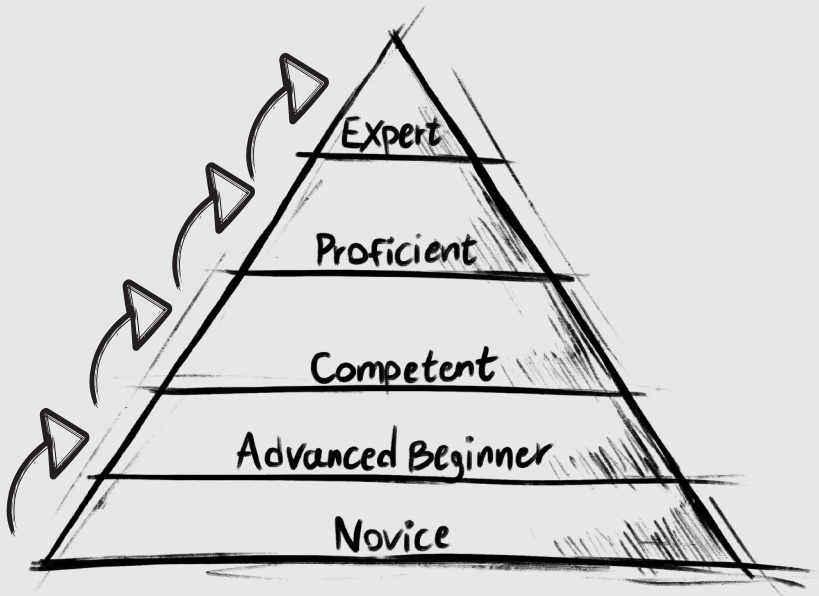 Expert
Proficient
Competent
Advanced Beginner
Novice